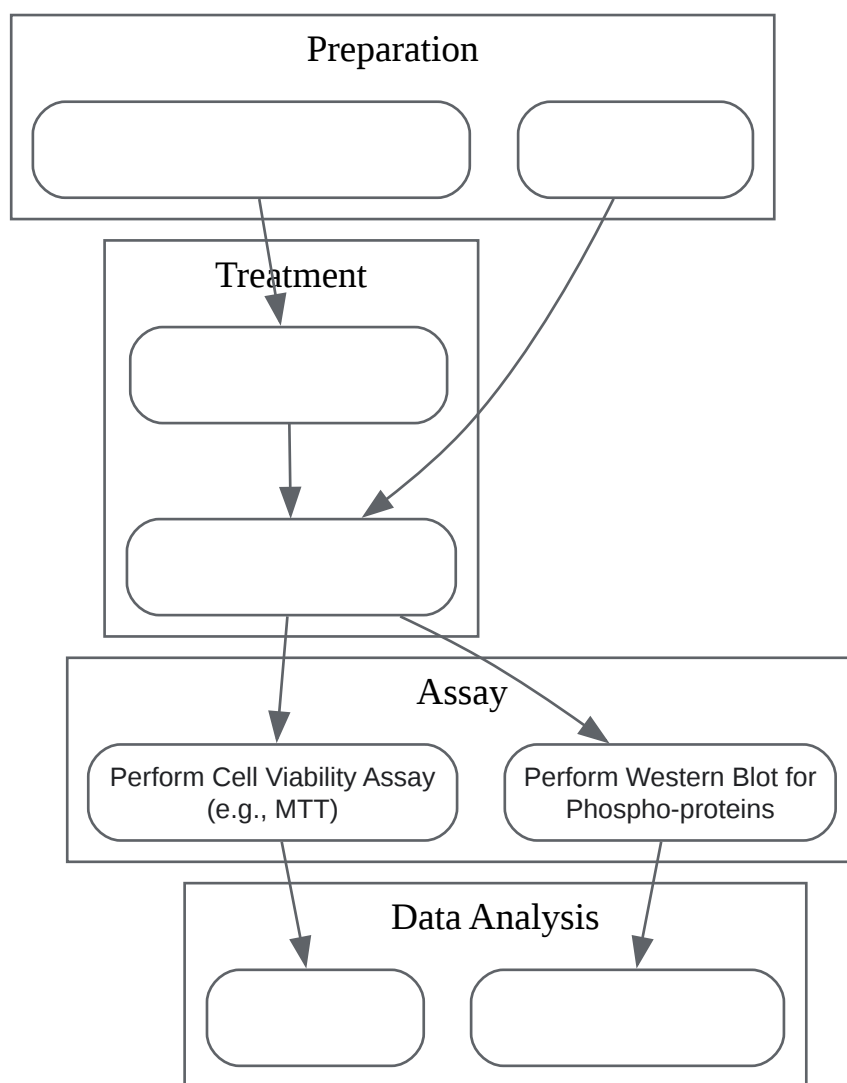 Preparation
Treatment
Assay
Perform Cell Viability Assay
(e.g., MTT)
Perform Western Blot for
Phospho-proteins
Data Analysis